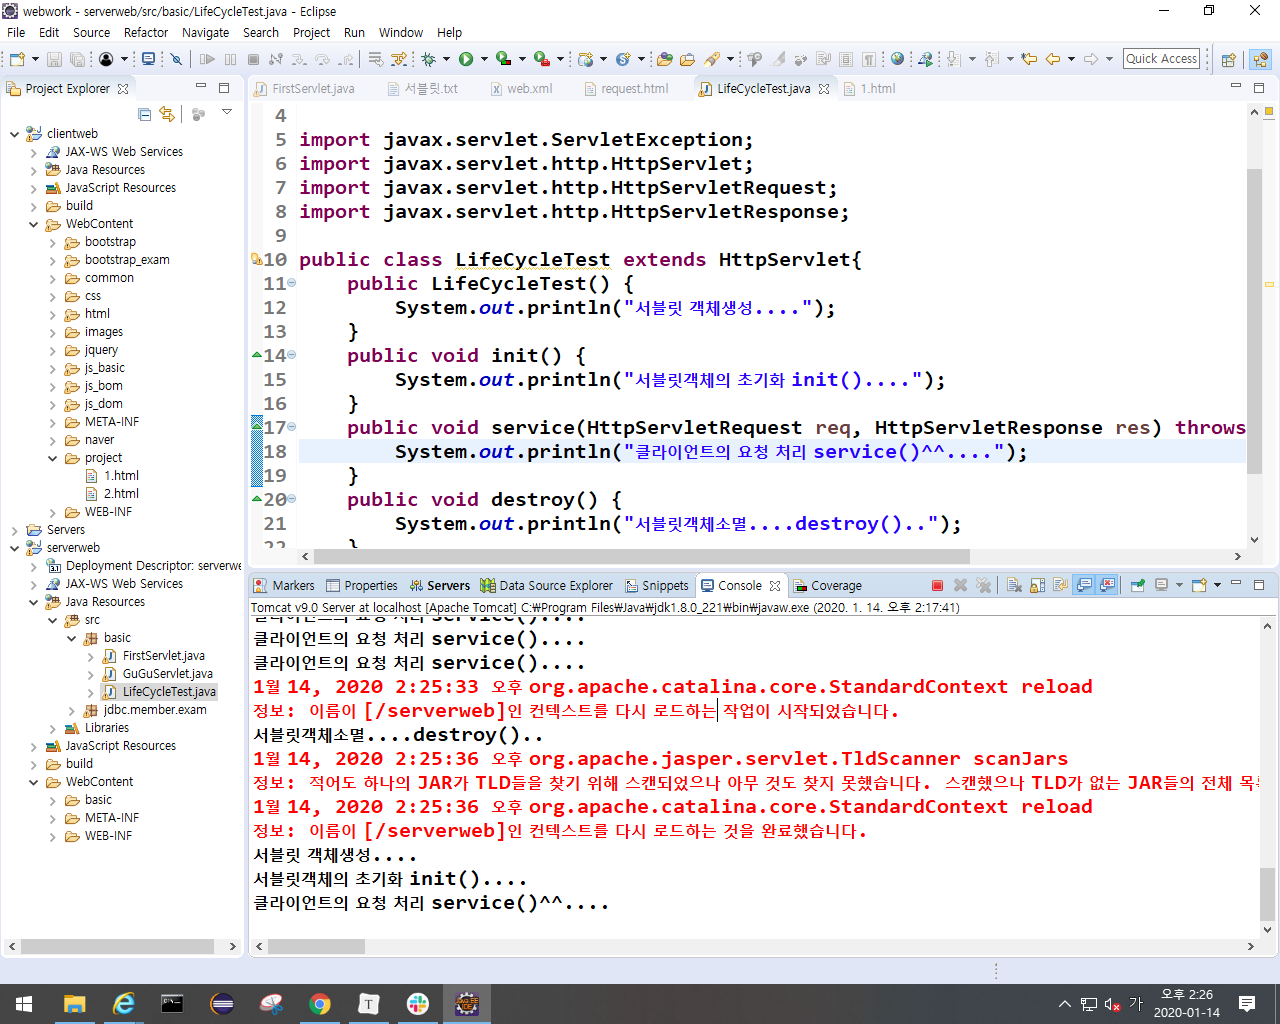 webwork - serverweb/src/basic/LifeCycleTest.java - Eclipse
File Edit Source Refactor Navigate Search Project Run Window Help
Quick Access
Project Explorer
FirstServlet.java 서블릿.txt web.xml request.html LifeCycleTest.java 1.html
clientweb
JAX-WS Web Services
Java Resources
JavaScript Resources
build
WebContent
bootstrap
bootstrap_exam
common
css
html
images
jquery
js_basic
js_bom
js_dom
META-INF
naver
project
1.html
2.html
WEB-INF
Servers
serverweb
Deployment Descriptor: serverwe
JAX-WS Web Services
Java Resources
src
basic
FirstServlet.java
GuGuServlet.java
LifeCycleTest.java
jdbc.member.exam
Libraries
JavaScript Resources
build
WebContent
basic
META-INF
WEB-INF
4
5 import javax.servlet.ServletException;
6 import javax.servlet.http.HttpServlet;
7 import javax.servlet.http.HttpServletRequest;
8 import javax.servlet.http.HttpServletResponse;
9
10 public class LifeCycleTest extends HttpServlet{
11 public LifeCycleTest() {
12 System.out.println("서블릿 객체생성....");
13 }
14 public void init() {
15 System.out.println("서블릿객체의 초기화 init()....");
16 }
17 public void service(HttpServletRequest req, HttpServletResponse res) throws
18 System.out.println("클라이언트의 요청 처리 service()^^....");
19 }
20 public void destroy() {
21 System.out.println("서블릿객체소멸....destroy()..");
22 }
Markers Properties Servers Data Source Explorer Snippets Console Coverage
Tomcat v9.0 Server at localhost [Apache Tomcat] C:₩Program Files₩Java₩jdk1.8.0_221₩bin₩javaw.exe (2020. 1. 14. 오후 2:17:41)
클라이언트의 요청 처리 service()....
클라이언트의 요청 처리 service()....
클라이언트의 요청 처리 service()....
1월 14, 2020 2:25:33 오후 org.apache.catalina.core.StandardContext reload
정보: 이름이 [/serverweb]인 컨텍스트를 다시 로드하는 작업이 시작되었습니다.
서블릿객체소멸....destroy()..
1월 14, 2020 2:25:36 오후 org.apache.jasper.servlet.TldScanner scanJars
정보: 적어도 하나의 JAR가 TLD들을 찾기 위해 스캔되었으나 아무 것도 찾지 못했습니다. 스캔했으나 TLD가 없는 JAR들의 전체 목록
1월 14, 2020 2:25:36 오후 org.apache.catalina.core.StandardContext reload
정보: 이름이 [/serverweb]인 컨텍스트를 다시 로드하는 것을 완료했습니다.
서블릿 객체생성....
서블릿객체의 초기화 init()....
클라이언트의 요청 처리 service()^^....
가
오후 2:26
2020-01-14